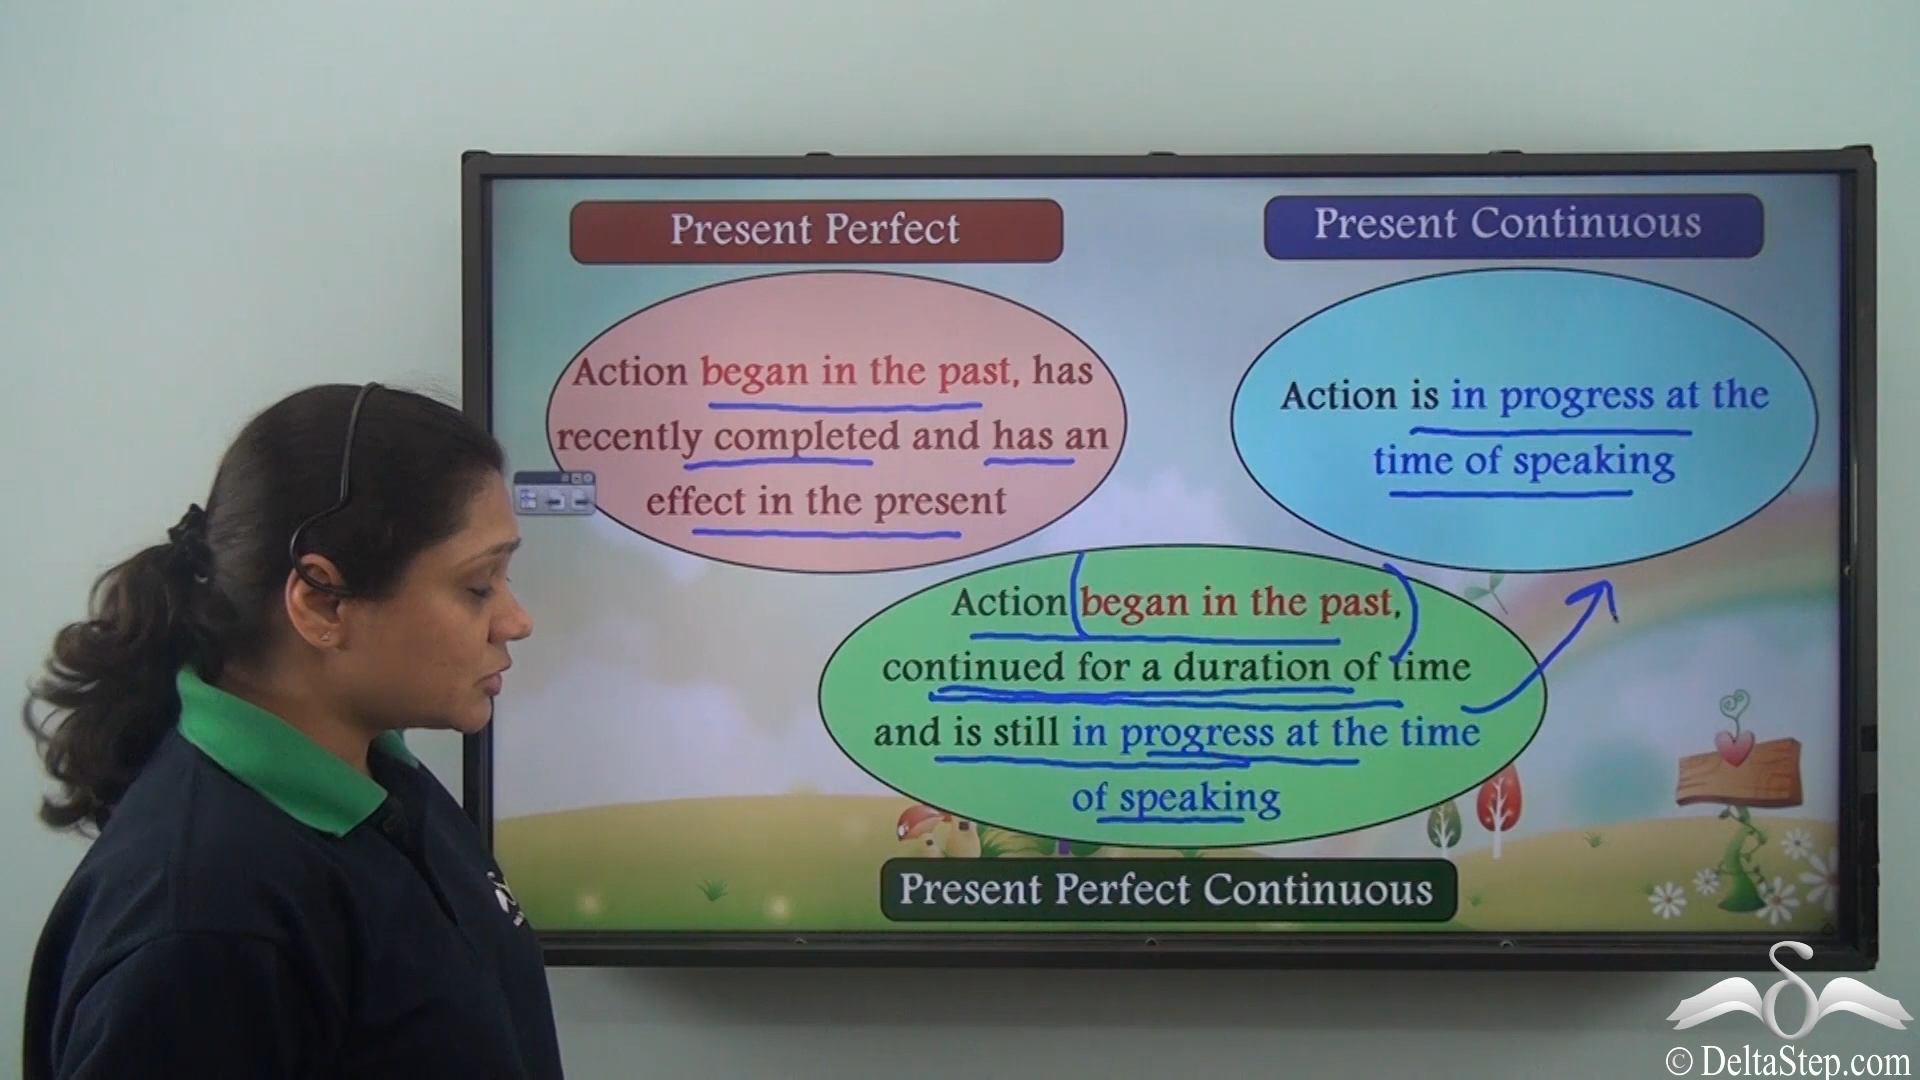 Present Perfect
Present Continuous
Action began in the past, has
recently completed and has an
effect in the present
Action is in progress at the
time of speaking
Action began in the past,
continued for a duration of time
and is still in progress at the time
of speaking
Present Perfect Continuous
© DeltaStep.com